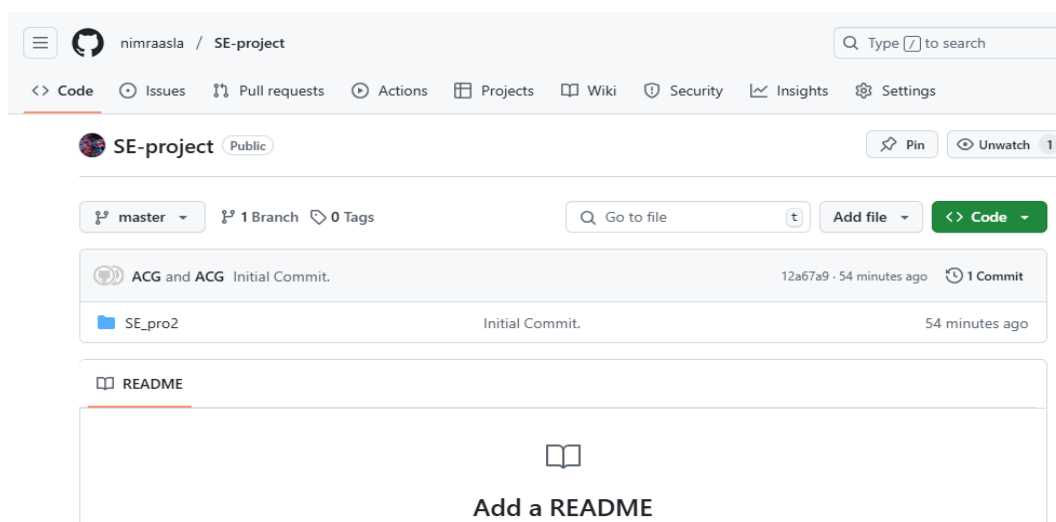 nimraasla / SE-project Type / to search
<> Code Issues Pull requests Actions Projects Wiki Security Insights Settings
SE-project Public Pin Unwatch 1
master 1 Branch 0 Tags Go to file t Add file <> Code
ACG and ACG Initial Commit. 12a67a9 · 54 minutes ago 1 Commit
SE_pro2 Initial Commit. 54 minutes ago
README
Add a README